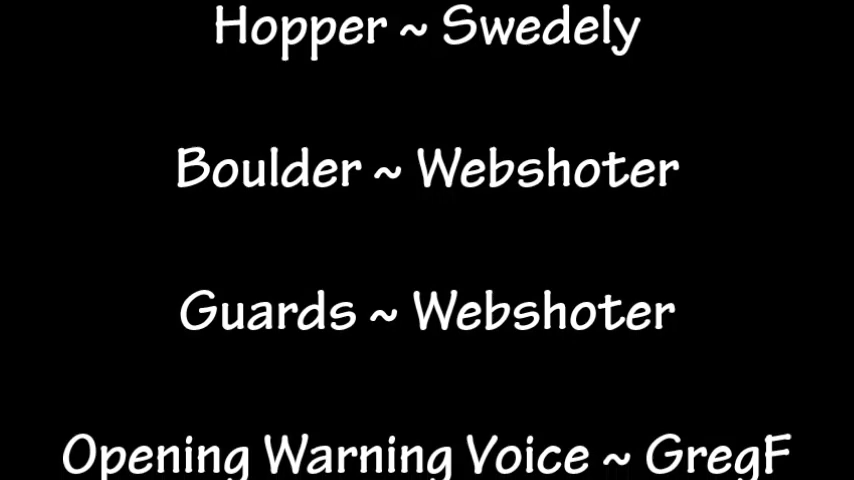 Hopper ~ Swedely
Boulder ~ Webshoter
Guards ~ Webshoter
Opening Warning Voice ~ GregF